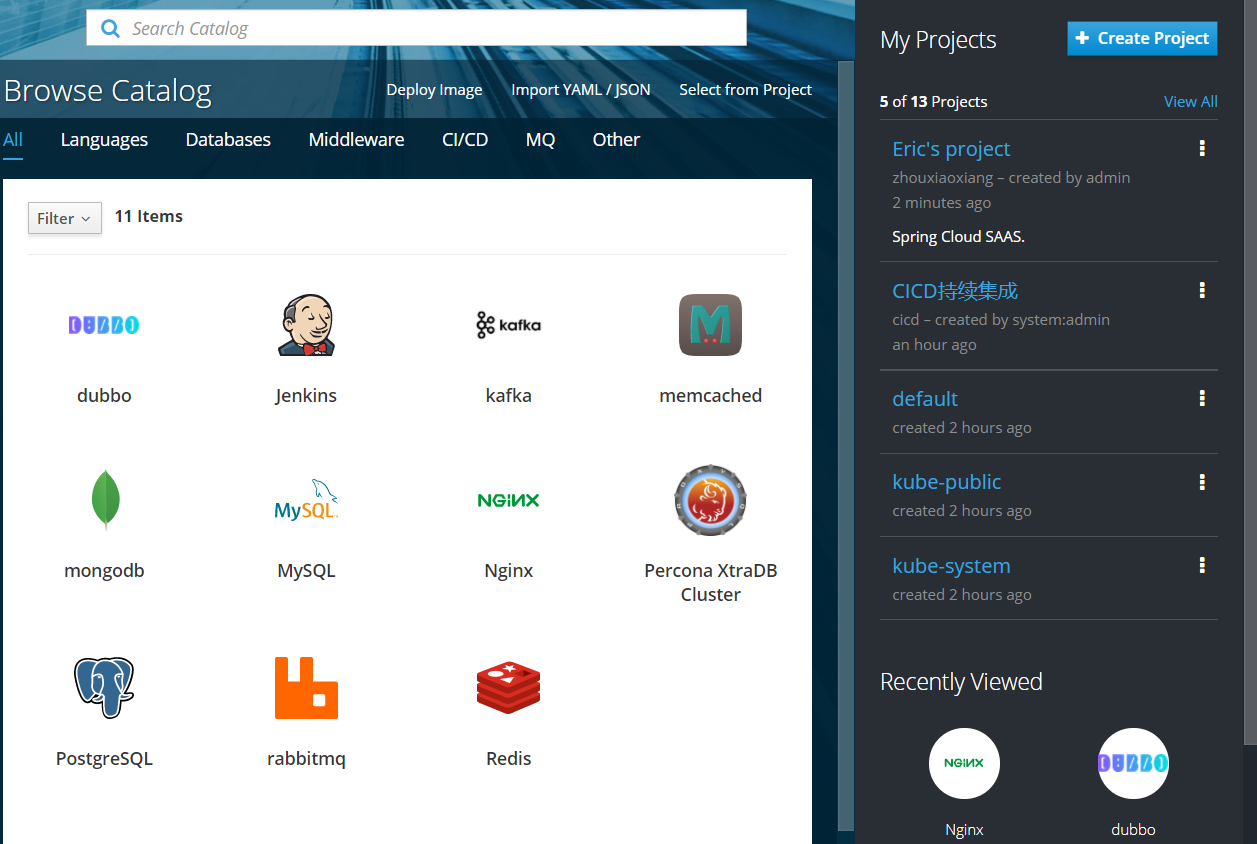 Search Catalog
Browse Catalog
Deploy Image
Import YAML / JSON
Select from Project
All
Languages
Databases
Middleware
CI/CD
MQ
Other
Filter
11 Items
DUBBO
kafka
dubbo
Jenkins
kafka
memcached
MySQL
NGINX
mongodb
MySQL
Nginx
Percona XtraDB
Cluster
PostgreSQL
rabbitmq
Redis
My Projects
+ Create Project
5 of 13 Projects
View All
Eric's project
zhouxiaoxiang – created by admin
2 minutes ago
Spring Cloud SAAS.
CICD持续集成
cicd – created by system:admin
an hour ago
default
created 2 hours ago
kube-public
created 2 hours ago
kube-system
created 2 hours ago
Recently Viewed
NGINX
DUBBO
Nginx
dubbo